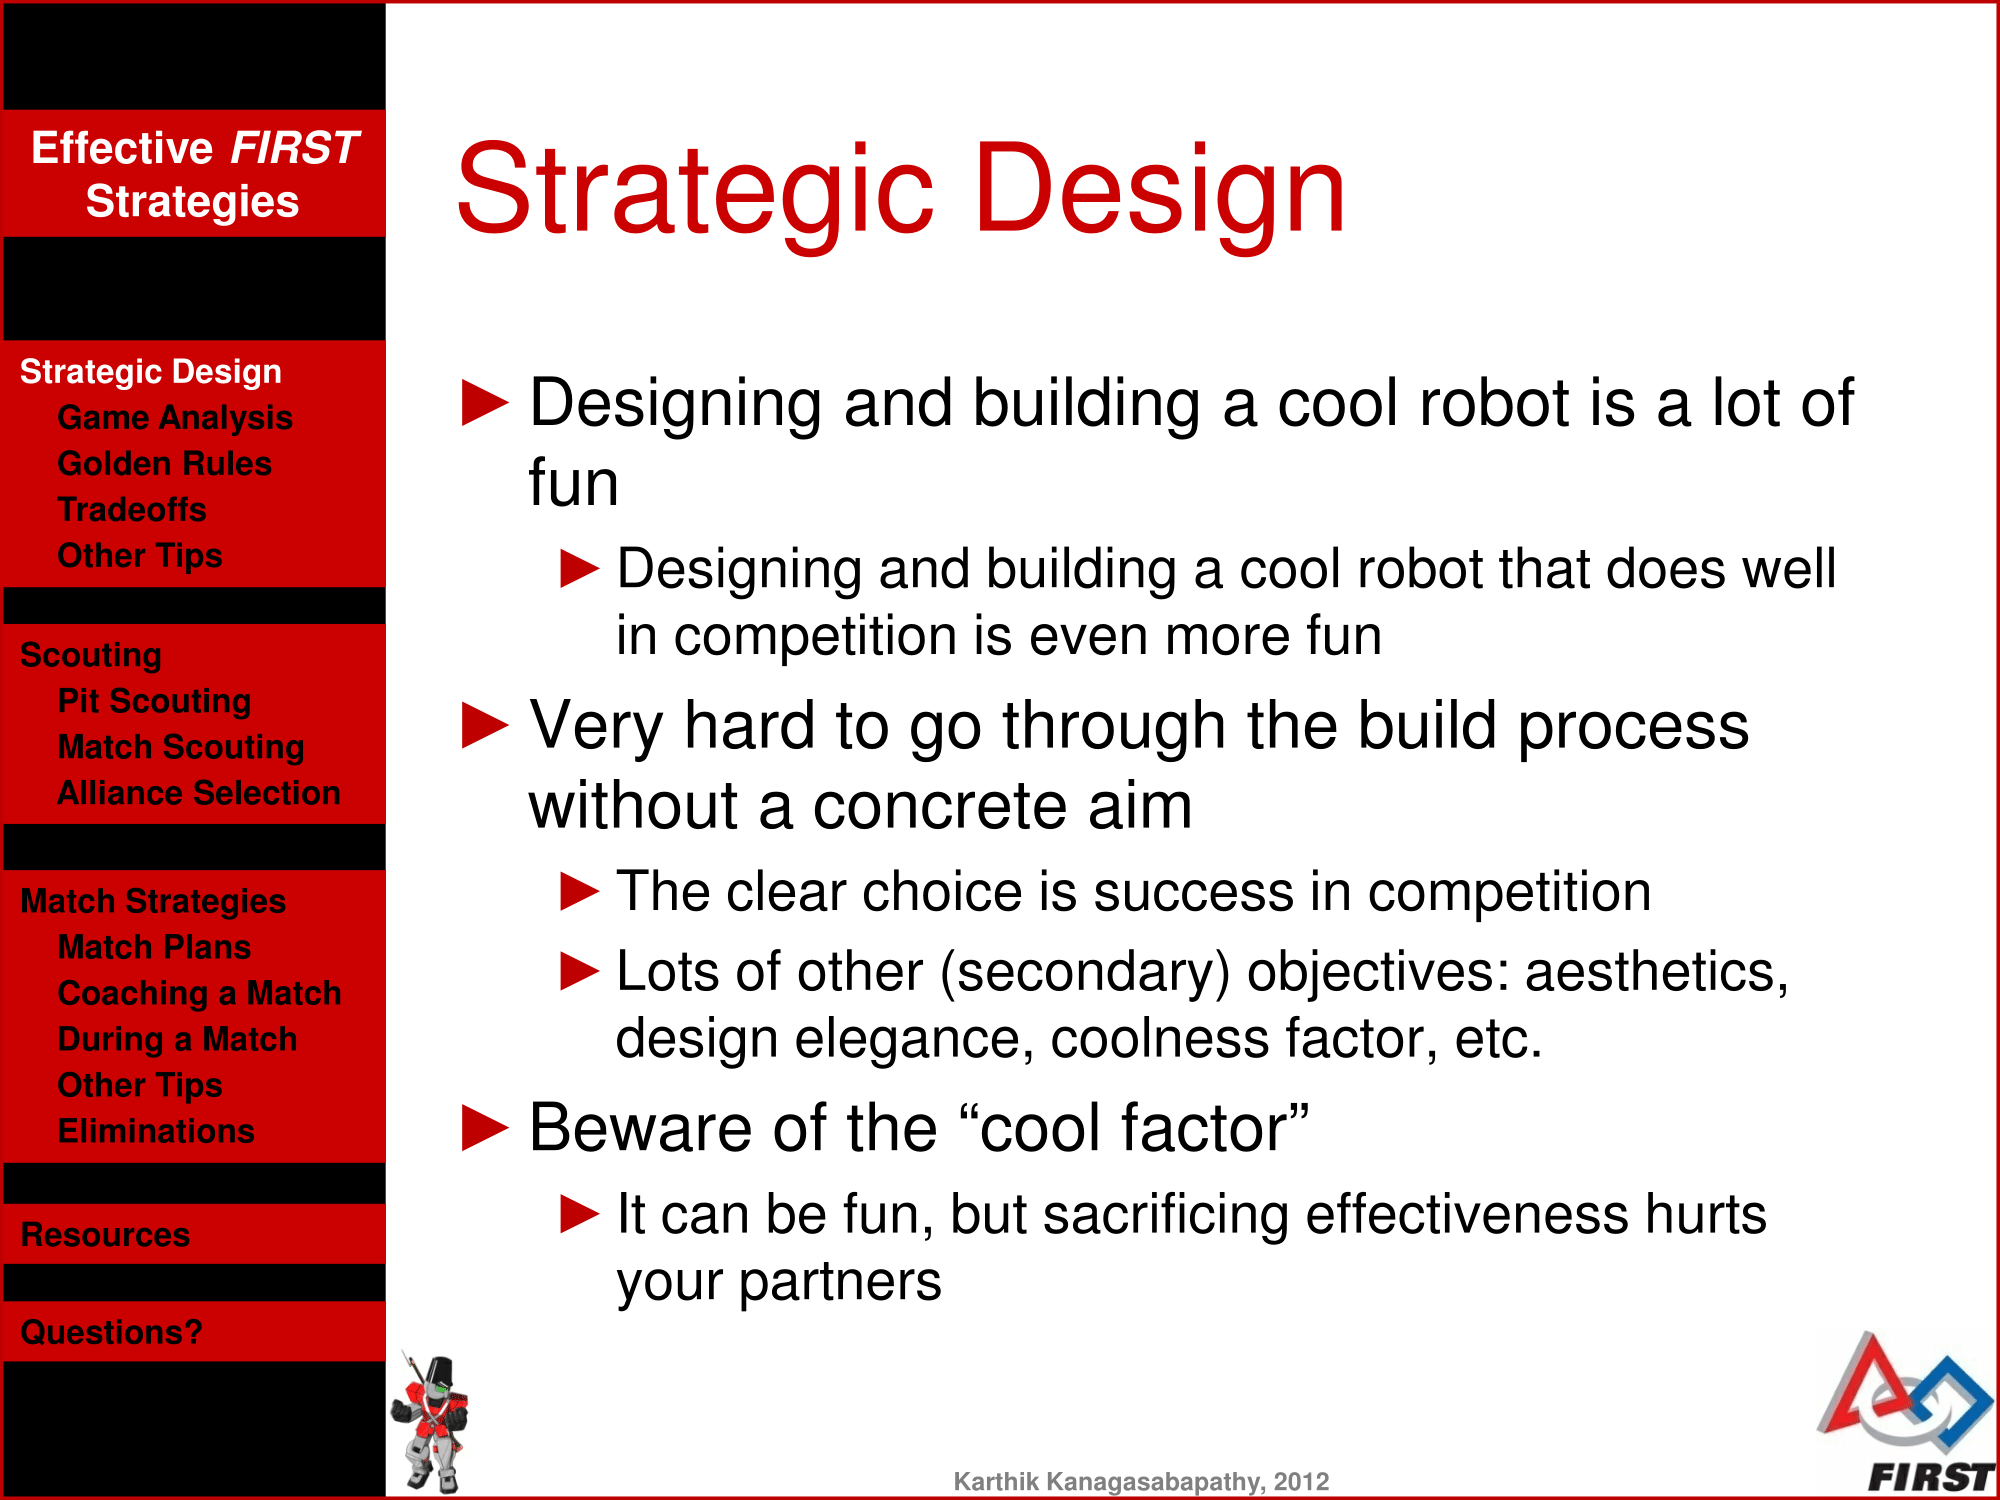 Effective FIRST
Strategies
Strategic Design
Game Analysis
Golden Rules
Tradeoffs
Other Tips
Scouting
Pit Scouting
Match Scouting
Alliance Selection
Match Strategies
Match Plans
Coaching a Match
During a Match
Other Tips
Eliminations
Resources
Questions?
Strategic Design
► Designing and building a cool robot is a lot of
fun
► Designing and building a cool robot that does well
in competition is even more fun
► Very hard to go through the build process
without a concrete aim
► The clear choice is success in competition
► Lots of other (secondary) objectives: aesthetics,
design elegance, coolness factor, etc.
► Beware of the “cool factor”
► It can be fun, but sacrificing effectiveness hurts
your partners
Karthik Kanagasabapathy, 2012
FIRST